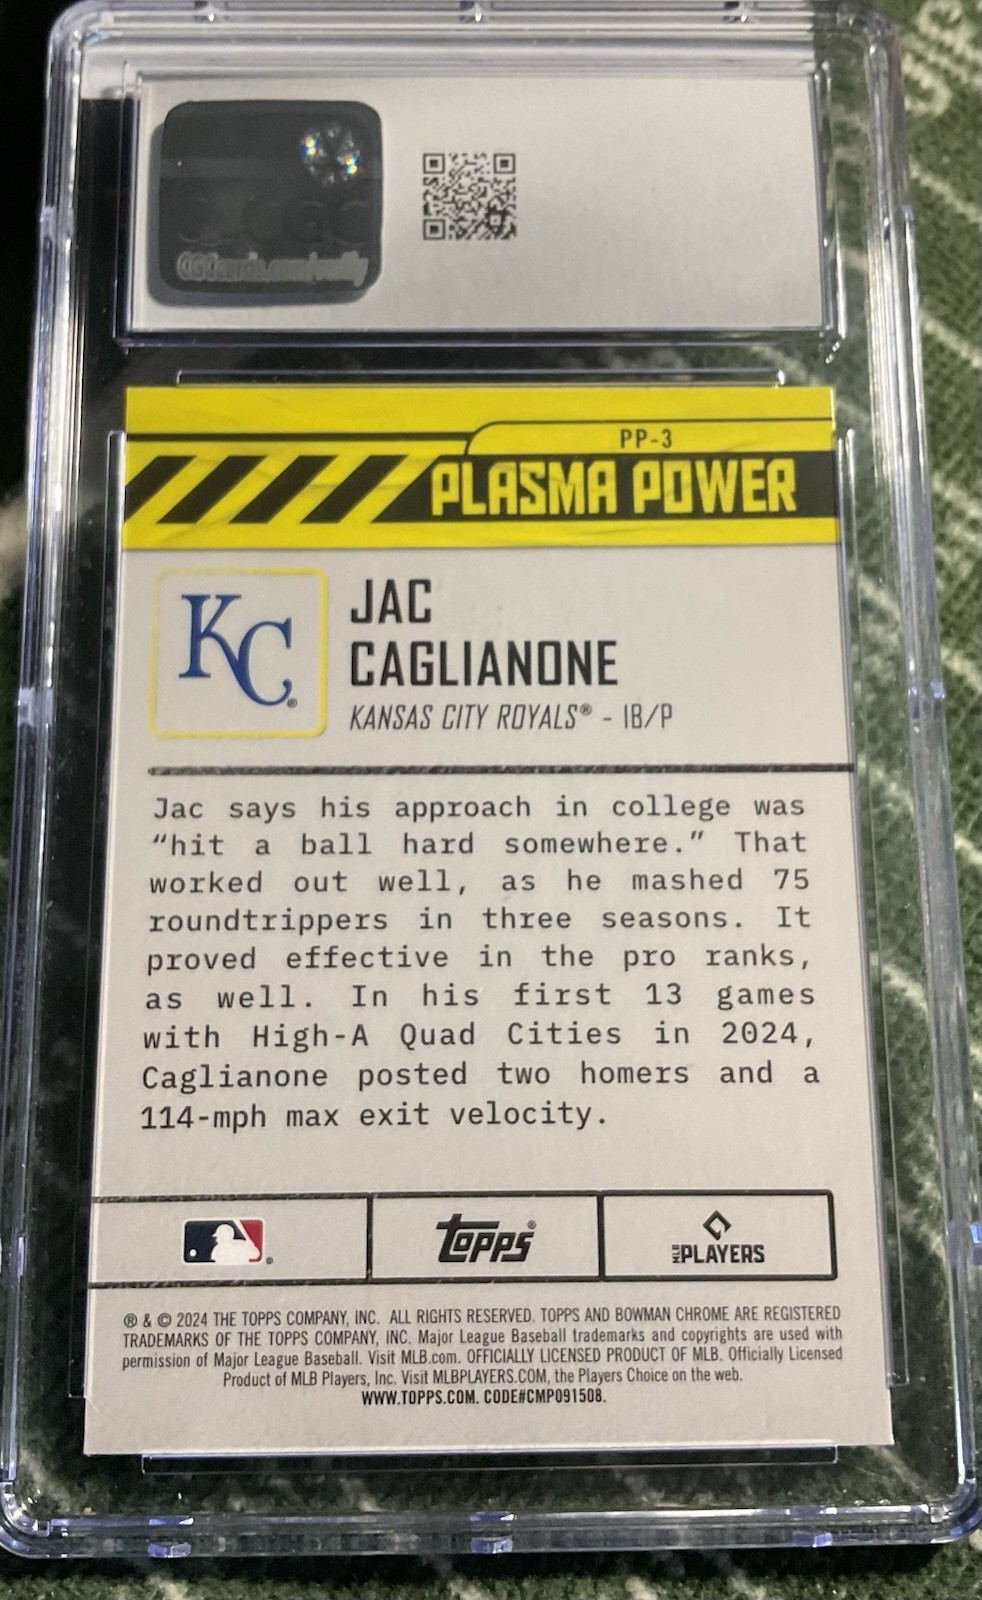 CGCcards.com/verify
PP-3
PLASMA POWER
KC®
JAC
CAGLIANONE
KANSAS CITY ROYALS® - 1B/P
Jac says his approach in college was
“hit a ball hard somewhere.” That
worked out well, as he mashed 75
roundtrippers in three seasons. It
proved effective in the pro ranks,
as well. In his first 13 games
with High-A Quad Cities in 2024,
Caglianone posted two homers and a
114-mph max exit velocity.
Topps®
MLB PLAYERS
® & © 2024 THE TOPPS COMPANY, INC. ALL RIGHTS RESERVED. TOPPS AND BOWMAN CHROME ARE REGISTERED
TRADEMARKS OF THE TOPPS COMPANY, INC. Major League Baseball trademarks and copyrights are used with
permission of Major League Baseball. Visit MLB.com. OFFICIALLY LICENSED PRODUCT OF MLB. Officially Licensed
Product of MLB Players, Inc. Visit MLBPLAYERS.COM, the Players Choice on the web.
WWW.TOPPS.COM. CODE#CMP091508.